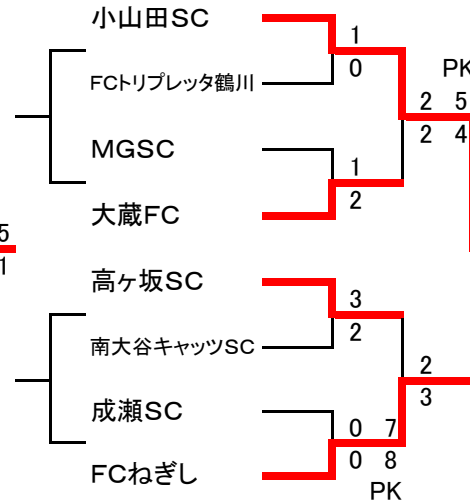 小山田SC
1
0
FCトリプレッタ鶴川
PK
2 5
2 4
MGSC
1
2
大蔵FC
5
1
高ヶ坂SC
3
2
南大谷キャッツSC
2
3
成瀬SC
0 7
0 8
FCねぎし
PK